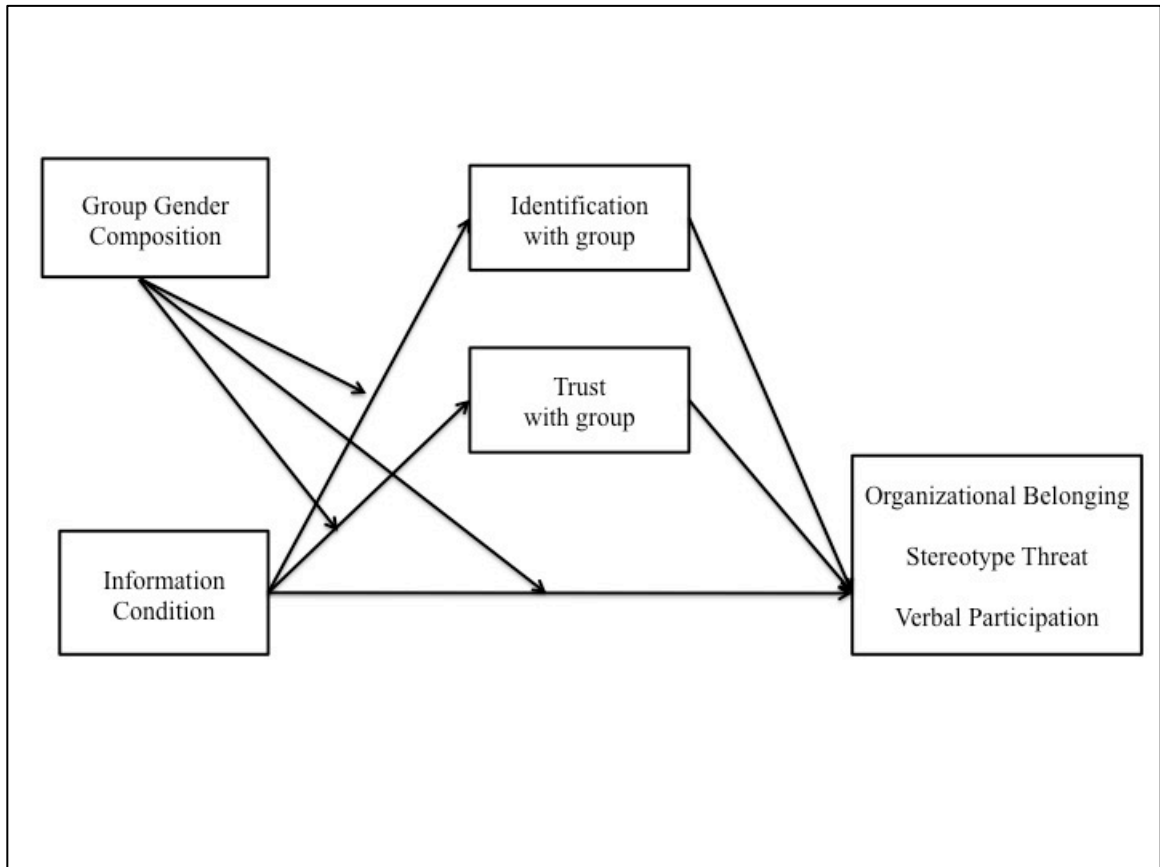 Group Gender
Composition
Identification
with group
Trust
with group
Information
Condition
Organizational Belonging
Stereotype Threat
Verbal Participation